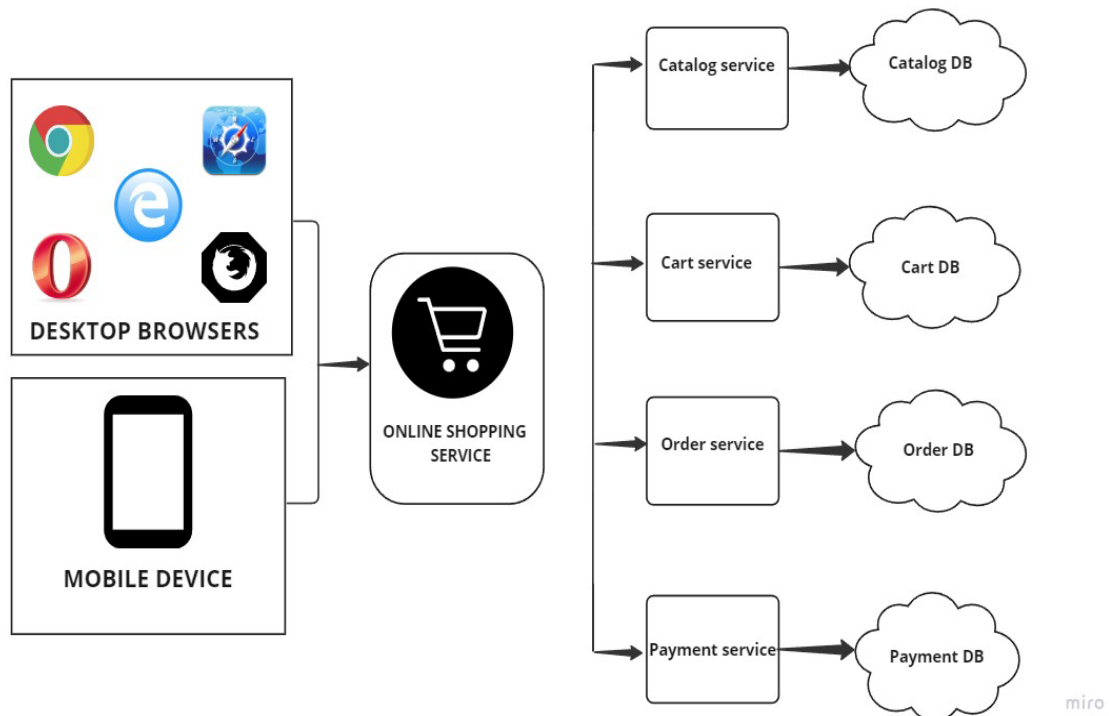 Catalog service
Catalog DB
DESKTOP BROWSERS
Cart service
Cart DB
ONLINE SHOPPING
SERVICE
Order service
Order DB
MOBILE DEVICE
Payment service
Payment DB
miro